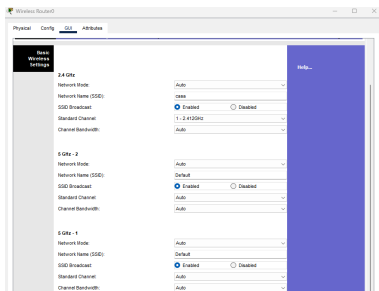 Wireless Router0
Physical Config GUI Attributes
Basic
Wireless
Settings
Help...
2.4 GHz
Network Mode: Auto
Network Name (SSID): casa
SSID Broadcast: Enabled Disabled
Standard Channel: 1 - 2.412GHz
Channel Bandwidth: Auto
5 GHz - 2
Network Mode: Auto
Network Name (SSID): Default
SSID Broadcast: Enabled Disabled
Standard Channel: Auto
Channel Bandwidth: Auto
5 GHz - 1
Network Mode: Auto
Network Name (SSID): Default
SSID Broadcast: Enabled Disabled
Standard Channel: Auto
Channel Bandwidth: Auto